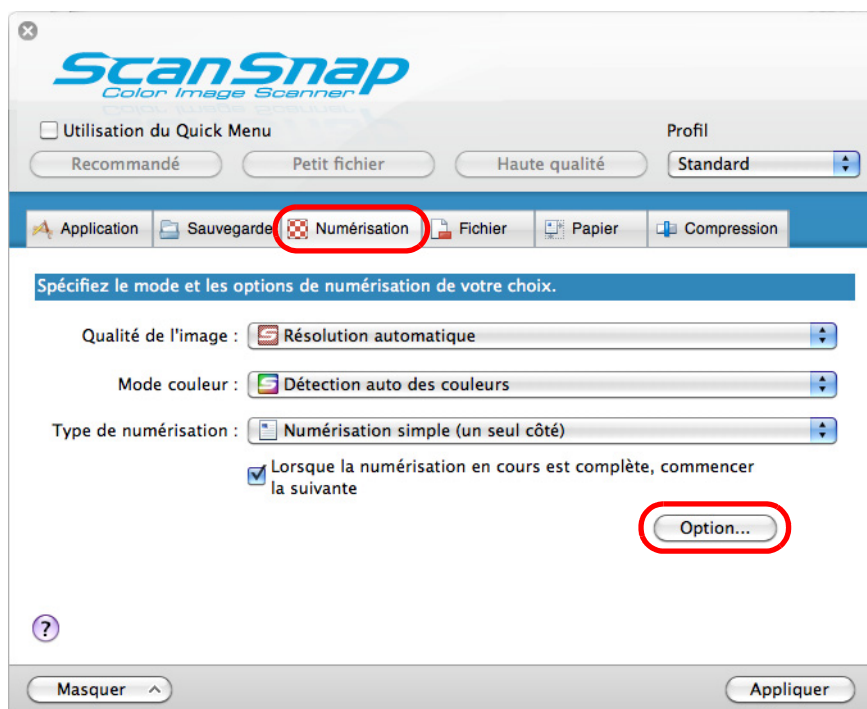 ScanSnap
Color Image Scanner
Utilisation du Quick Menu
Profil
Recommandé
Petit fichier
Haute qualité
Standard
Application
Sauvegarde
Numérisation
Fichier
Papier
Compression
Spécifiez le mode et les options de numérisation de votre choix.
Qualité de l'image :
Résolution automatique
Mode couleur :
Détection auto des couleurs
Type de numérisation :
Numérisation simple (un seul côté)
Lorsque la numérisation en cours est complète, commencer
la suivante
Option...
?
Masquer
Appliquer